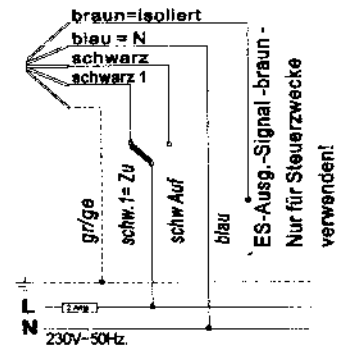 braun=isoliert
blau = N
schwarz
schwarz 1
gr/ge
schw.1= Zu
schw Auf
blau
ES-Ausg.-Signal -braun -
Nur für Steuerzwecke
verwenden!
L
N
230V~50Hz.